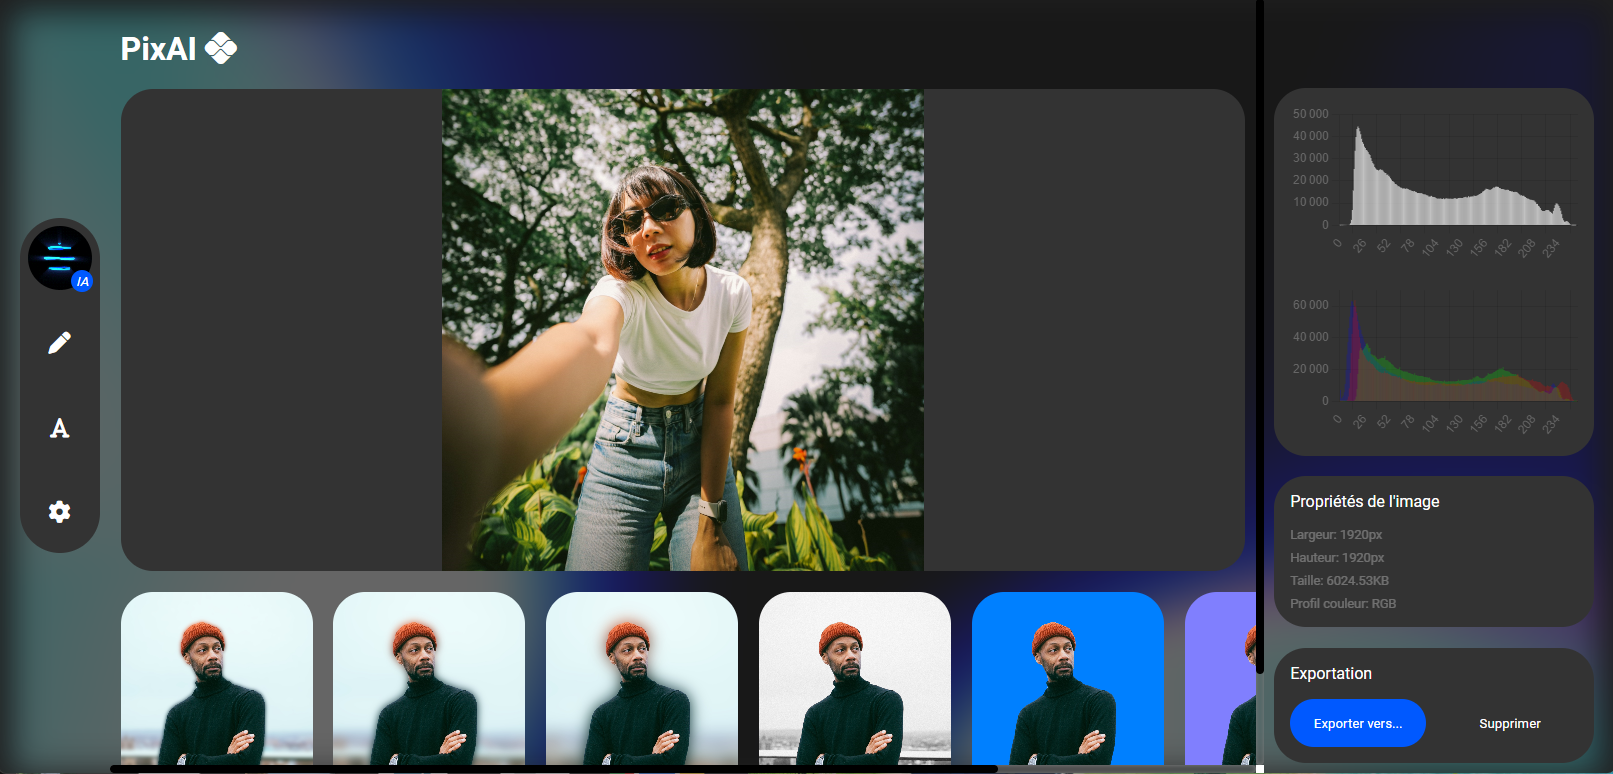 PixAI
IA
A
50 000
40 000
30 000
20 000
10 000
0
0 26 52 78 104 130 156 182 208 234
60 000
40 000
20 000
0
0 26 52 78 104 130 156 182 208 234
Propriétés de l'image
Largeur: 1920px
Hauteur: 1920px
Taille: 6024.53KB
Profil couleur: RGB
Exportation
Exporter vers... Supprimer